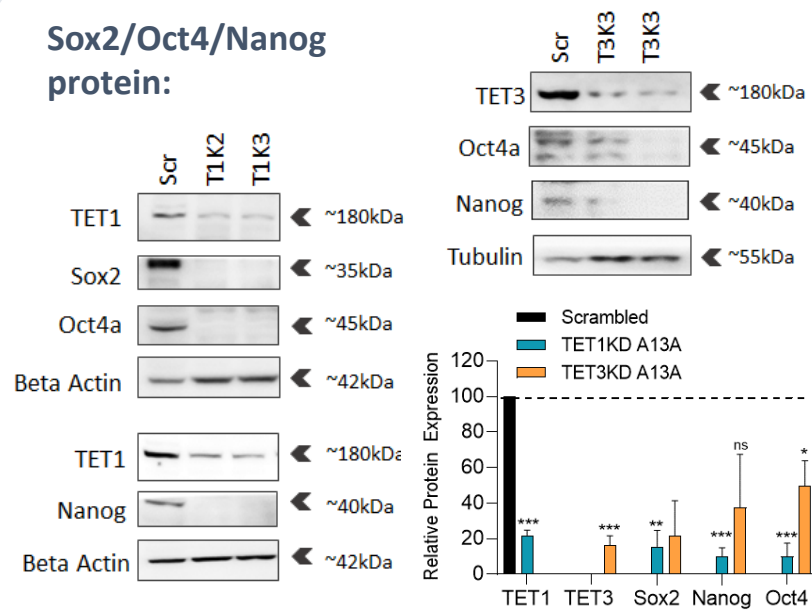 Sox2/Oct4/Nanog
protein:
Scr T1K2 T1K3
TET1 ~180kDa
Sox2 ~35kDa
Oct4a ~45kDa
Beta Actin ~42kDa
TET1 ~180kDa
Nanog ~40kDa
Beta Actin ~42kDa
Scr T3K3 T3K3
TET3 ~180kDa
Oct4a ~45kDa
Nanog ~40kDa
Tubulin ~55kDa
Scrambled
TET1KD A13A
TET3KD A13A
Relative Protein Expression
120
100
80
60
40
20
0
*** *** ** *** ns *** *
TET1 TET3 Sox2 Nanog Oct4